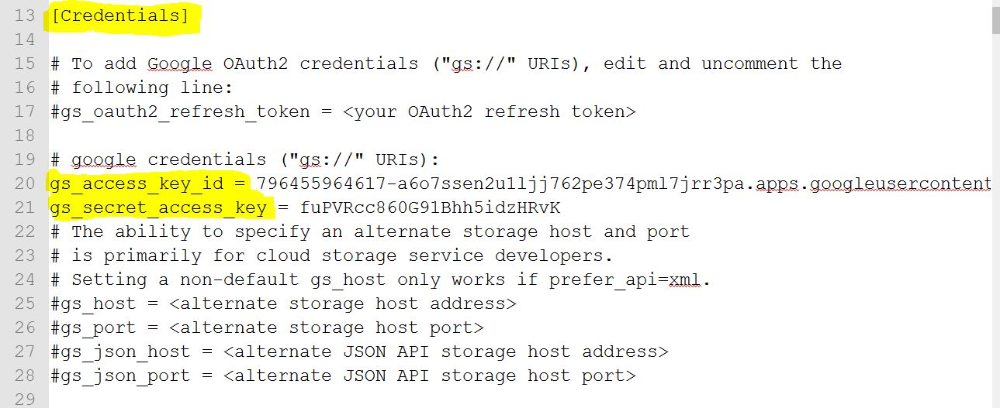 13 [Credentials]
14
15 # To add Google OAuth2 credentials ("gs://" URIs), edit and uncomment the
16 # following line:
17 #gs_oauth2_refresh_token = <your OAuth2 refresh token>
18
19 # google credentials ("gs://" URIs):
20 gs_access_key_id = 796455964617-a6o7ssen2u1ljj762pe374pml7jrr3pa.apps.googleusercontent
21 gs_secret_access_key = fuPVRcc860G91Bhh5idzHRvK
22 # The ability to specify an alternate storage host and port
23 # is primarily for cloud storage service developers.
24 # Setting a non-default gs_host only works if prefer_api=xml.
25 #gs_host = <alternate storage host address>
26 #gs_port = <alternate storage host port>
27 #gs_json_host = <alternate JSON API storage host address>
28 #gs_json_port = <alternate JSON API storage host port>
29